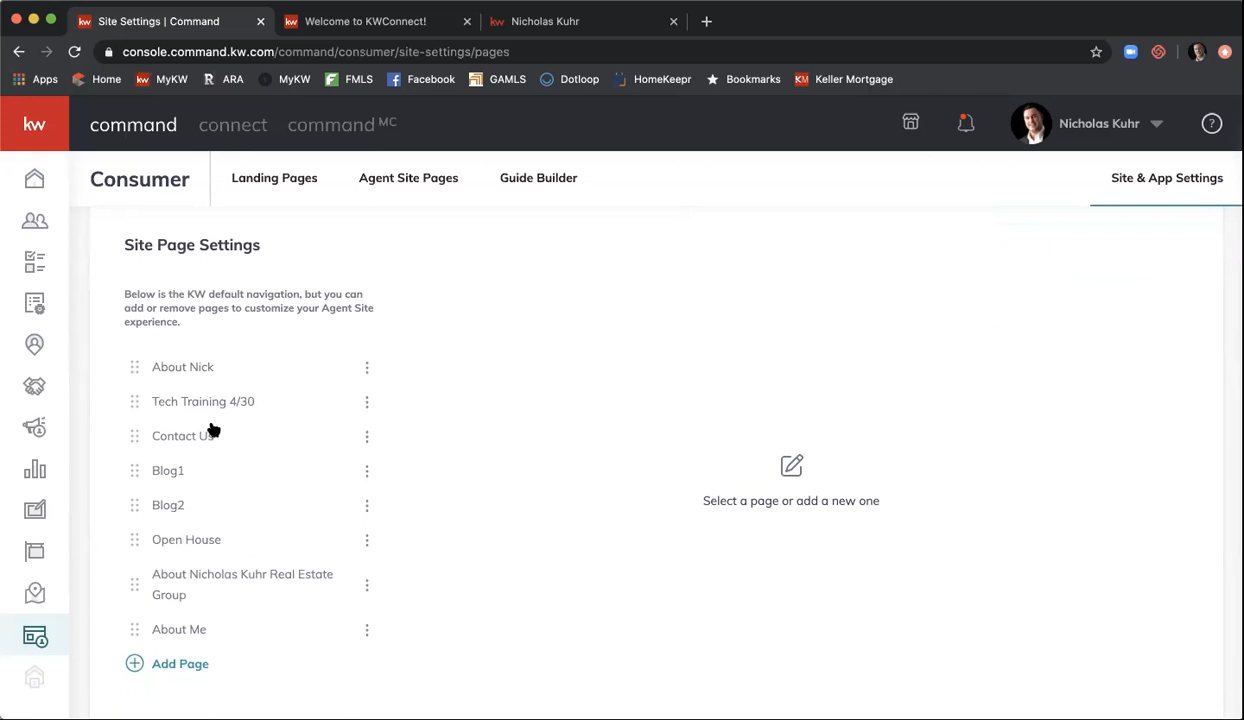 Site Settings | Command
Welcome to KWConnect!
Nicholas Kuhr
console.command.kw.com/command/consumer/site-settings/pages
Apps Home MyKW ARA MyKW FMLS Facebook GAMLS Dotloop HomeKeepr Bookmarks Keller Mortgage
kw command connect command MC Nicholas Kuhr ?
Consumer Landing Pages Agent Site Pages Guide Builder Site & App Settings
Site Page Settings
Below is the KW default navigation, but you can
add or remove pages to customize your Agent Site
experience.
About Nick
Tech Training 4/30
Contact Us
Blog1
Blog2
Open House
About Nicholas Kuhr Real Estate
Group
About Me
Add Page
Select a page or add a new one